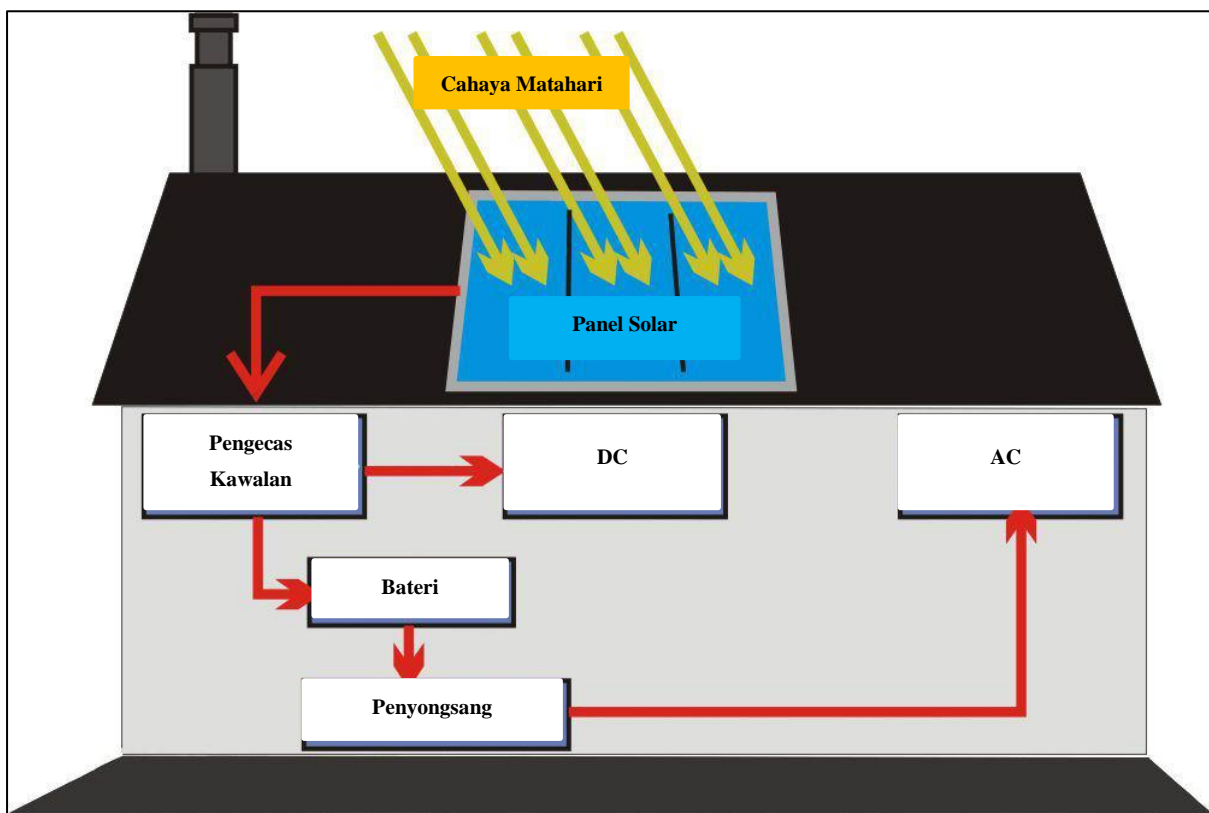 Cahaya Matahari
Panel Solar
Pengecas
Kawalan
DC
AC
Bateri
Penyongsang